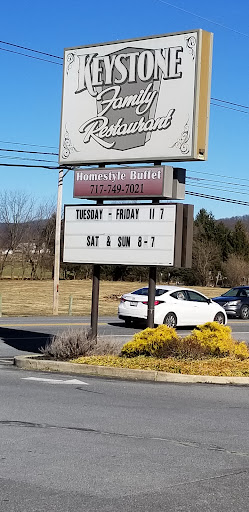 KEYSTONE
Family
Restaurant
Homestyle Buffet
717-749-7021
TUESDAY - FRIDAY 11 7
SAT & SUN 8-7